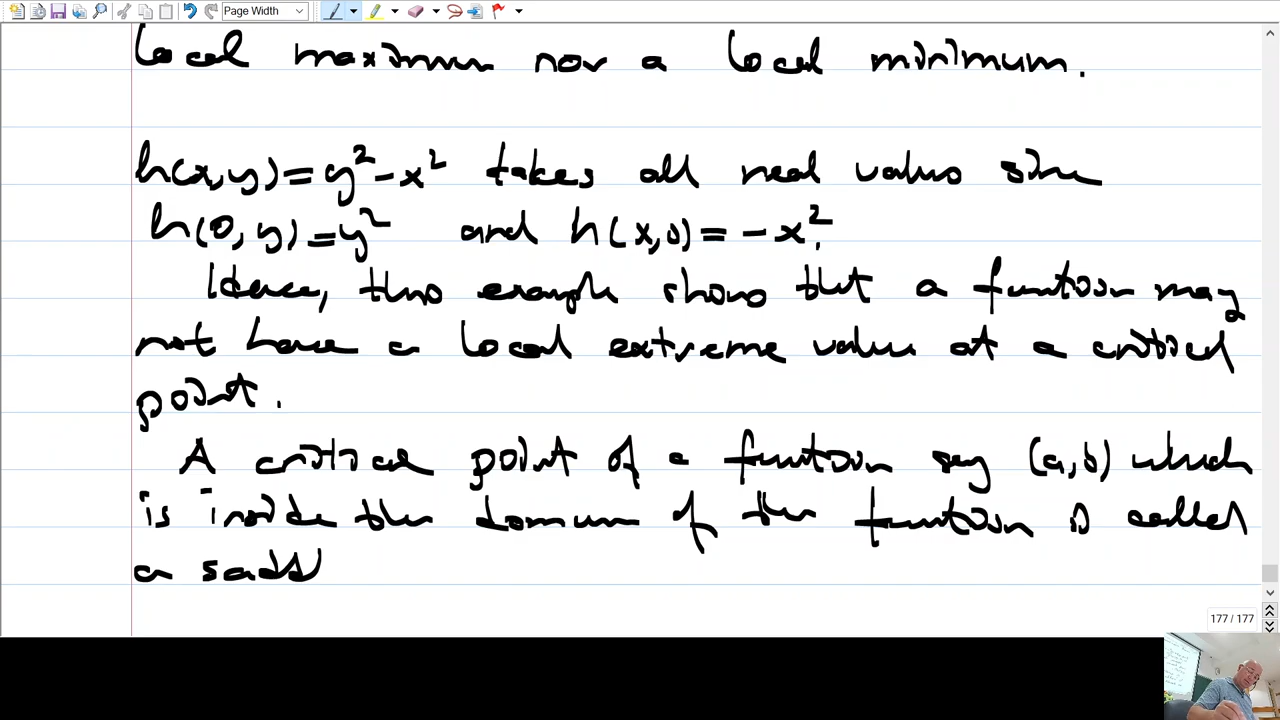 Page Width
local maximum nor a local minimum.
h(x,y)=y²-x² takes all real values since
h(0,y)=y² and h(x,0)=-x².
Hence, this example shows that a function may
not have a local extreme value at a critical
point.
A critical point of a function say (a,b) which
is inside the domain of the function is called
a sadd
177 / 177